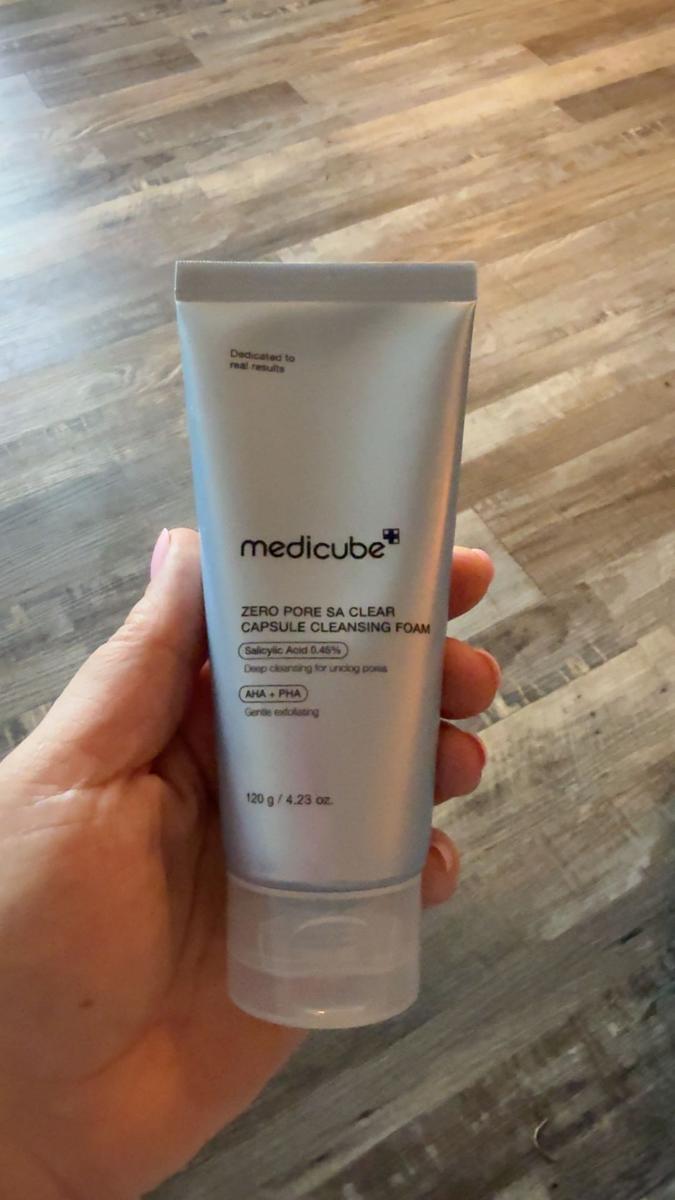 Dedicated to
real results
medicube
ZERO PORE SA CLEAR
CAPSULE CLEANSING FOAM
Salicylic Acid 0.45%
Deep cleansing for unclog pores
AHA + PHA
Gentle exfoliating
120 g / 4.23 oz.